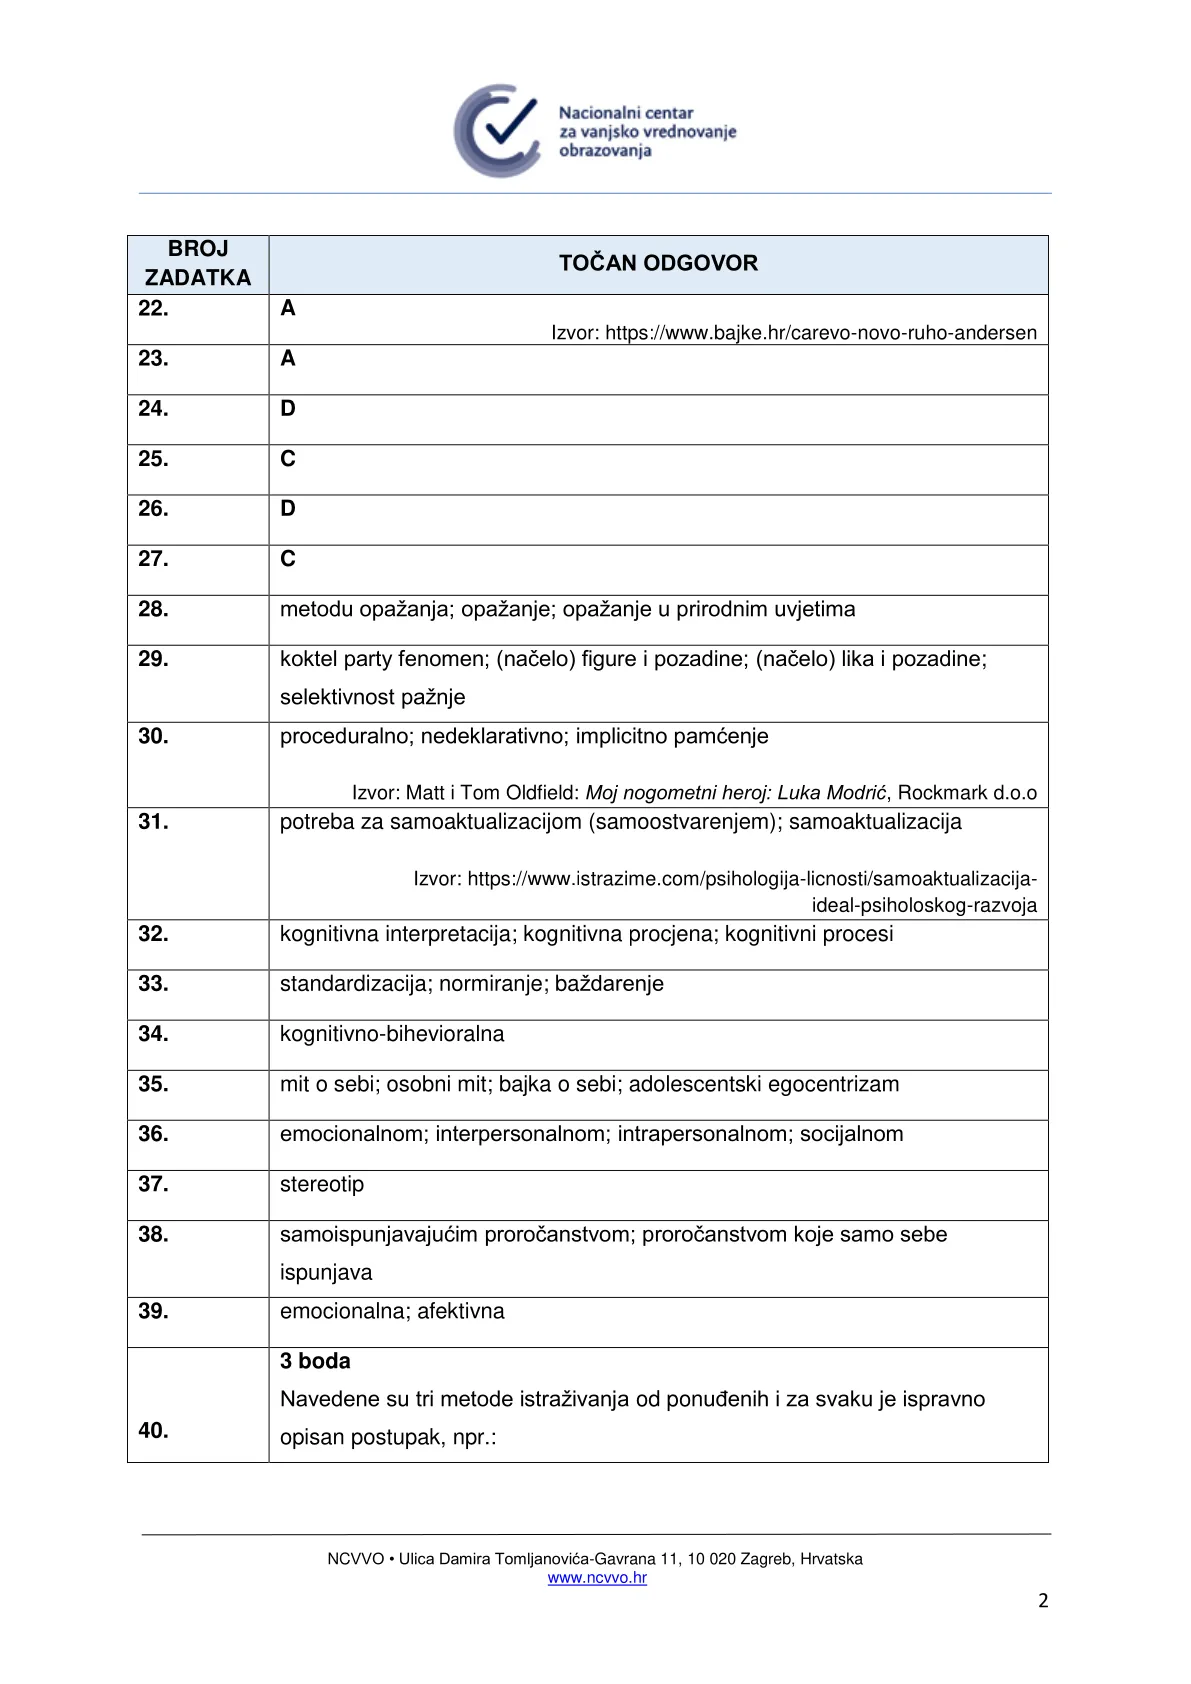 Nacionalni centar
za vanjsko vrednovanje
obrazovanja
BROJ
ZADATKA
TOČAN ODGOVOR
22.
A
Izvor: https://www.bajke.hr/carevo-novo-ruho-andersen
23.
A
24.
D
25.
C
26.
D
27.
C
28.
metodu opažanja; opažanje; opažanje u prirodnim uvjetima
29.
koktel party fenomen; (načelo) figure i pozadine; (načelo) lika i pozadine;
selektivnost pažnje
30.
proceduralno; nedeklarativno; implicitno pamćenje
Izvor: Matt i Tom Oldfield: Moj nogometni heroj: Luka Modrić, Rockmark d.o.o
31.
potreba za samoaktualizacijom (samoostvarenjem); samoaktualizacija
Izvor: https://www.istrazime.com/psihologija-licnosti/samoaktualizacija-
ideal-psiholoskog-razvoja
32.
kognitivna interpretacija; kognitivna procjena; kognitivni procesi
33.
standardizacija; normiranje; baždarenje
34.
kognitivno-bihevioralna
35.
mit o sebi; osobni mit; bajka o sebi; adolescentski egocentrizam
36.
emocionalnom; interpersonalnom; intrapersonalnom; socijalnom
37.
stereotip
38.
samoispunjavajućim proročanstvom; proročanstvom koje samo sebe
ispunjava
39.
emocionalna; afektivna
40.
3 boda
Navedene su tri metode istraživanja od ponuđenih i za svaku je ispravno
opisan postupak, npr.:
NCVVO • Ulica Damira Tomljanovića-Gavrana 11, 10 020 Zagreb, Hrvatska
www.ncvvo.hr
2